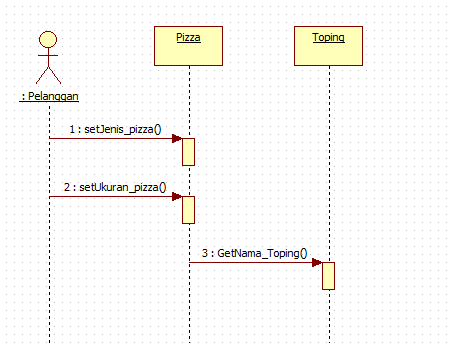 Pizza
Toping
: Pelanggan
1 : setJenis_pizza()
2 : setUkuran_pizza()
3 : GetNama_Toping()